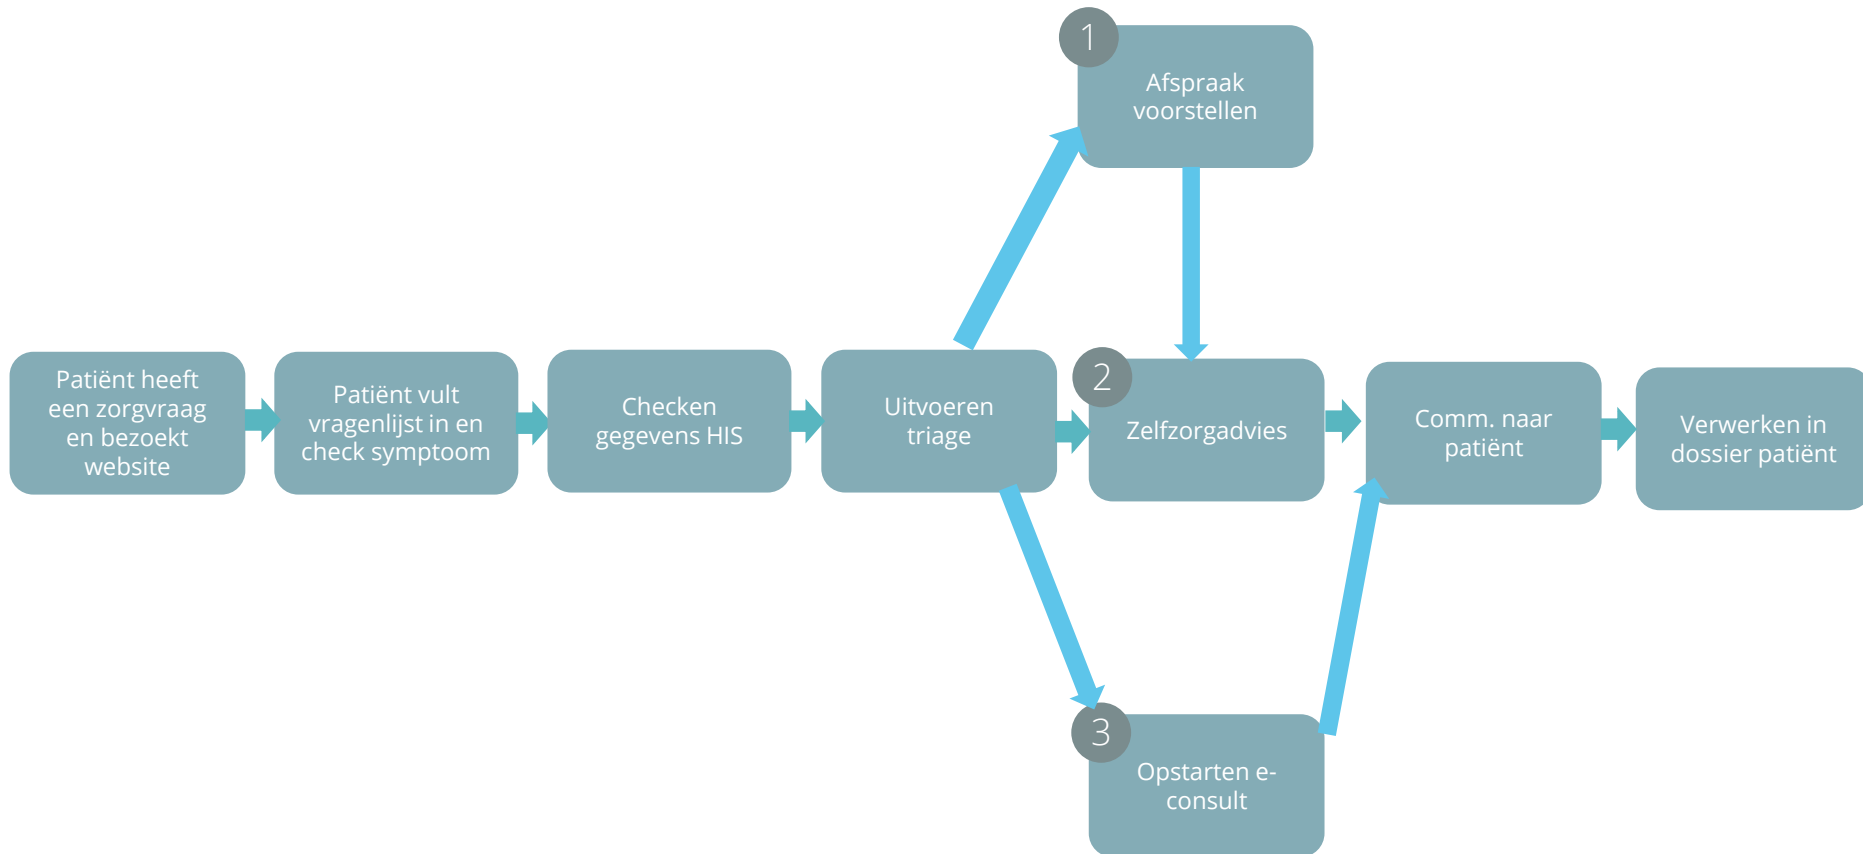 1
Afspraak
voorstellen
Patiënt heeft
een zorgvraag
en bezoekt
website
Patiënt vult
vragenlijst in en
check symptoom
Checken
gegevens HIS
Uitvoeren
triage
2
Zelfzorgadvies
Comm. naar
patiënt
Verwerken in
dossier patiënt
3
Opstarten e-
consult